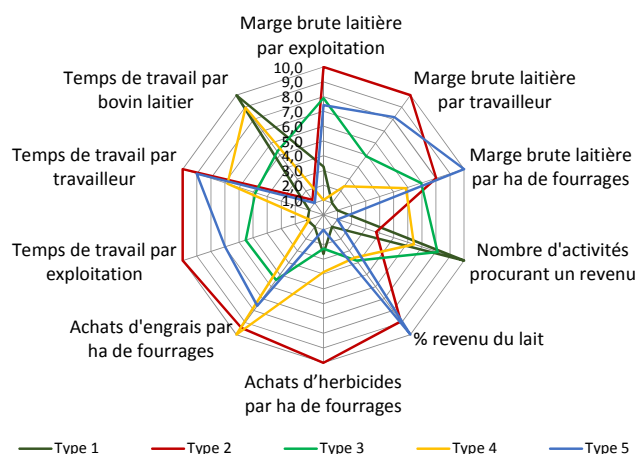 Marge brute laitière
par exploitation
10,0
9,0
8,0
7,0
6,0
5,0
4,0
3,0
2,0
1,0
-
Marge brute laitière
par travailleur
Marge brute laitière
par ha de fourrages
Nombre d'activités
procurant un revenu
% revenu du lait
Achats d’herbicides
par ha de fourrages
Achats d'engrais par
ha de fourrages
Temps de travail par
exploitation
Temps de travail par
travailleur
Temps de travail par
bovin laitier
Type 1 Type 2 Type 3 Type 4 Type 5